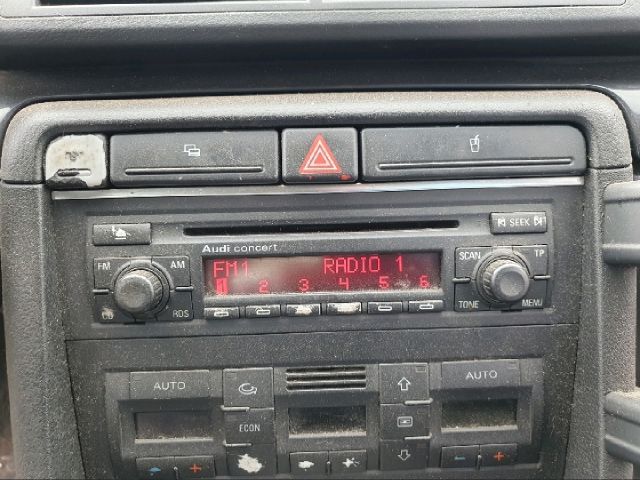 SEEK
Audi concert
FM AM
FM1 RADIO 1
SCAN TP
1 2 3 4 5 6
CD RDS
TONE MENU
AUTO
AUTO
ECON